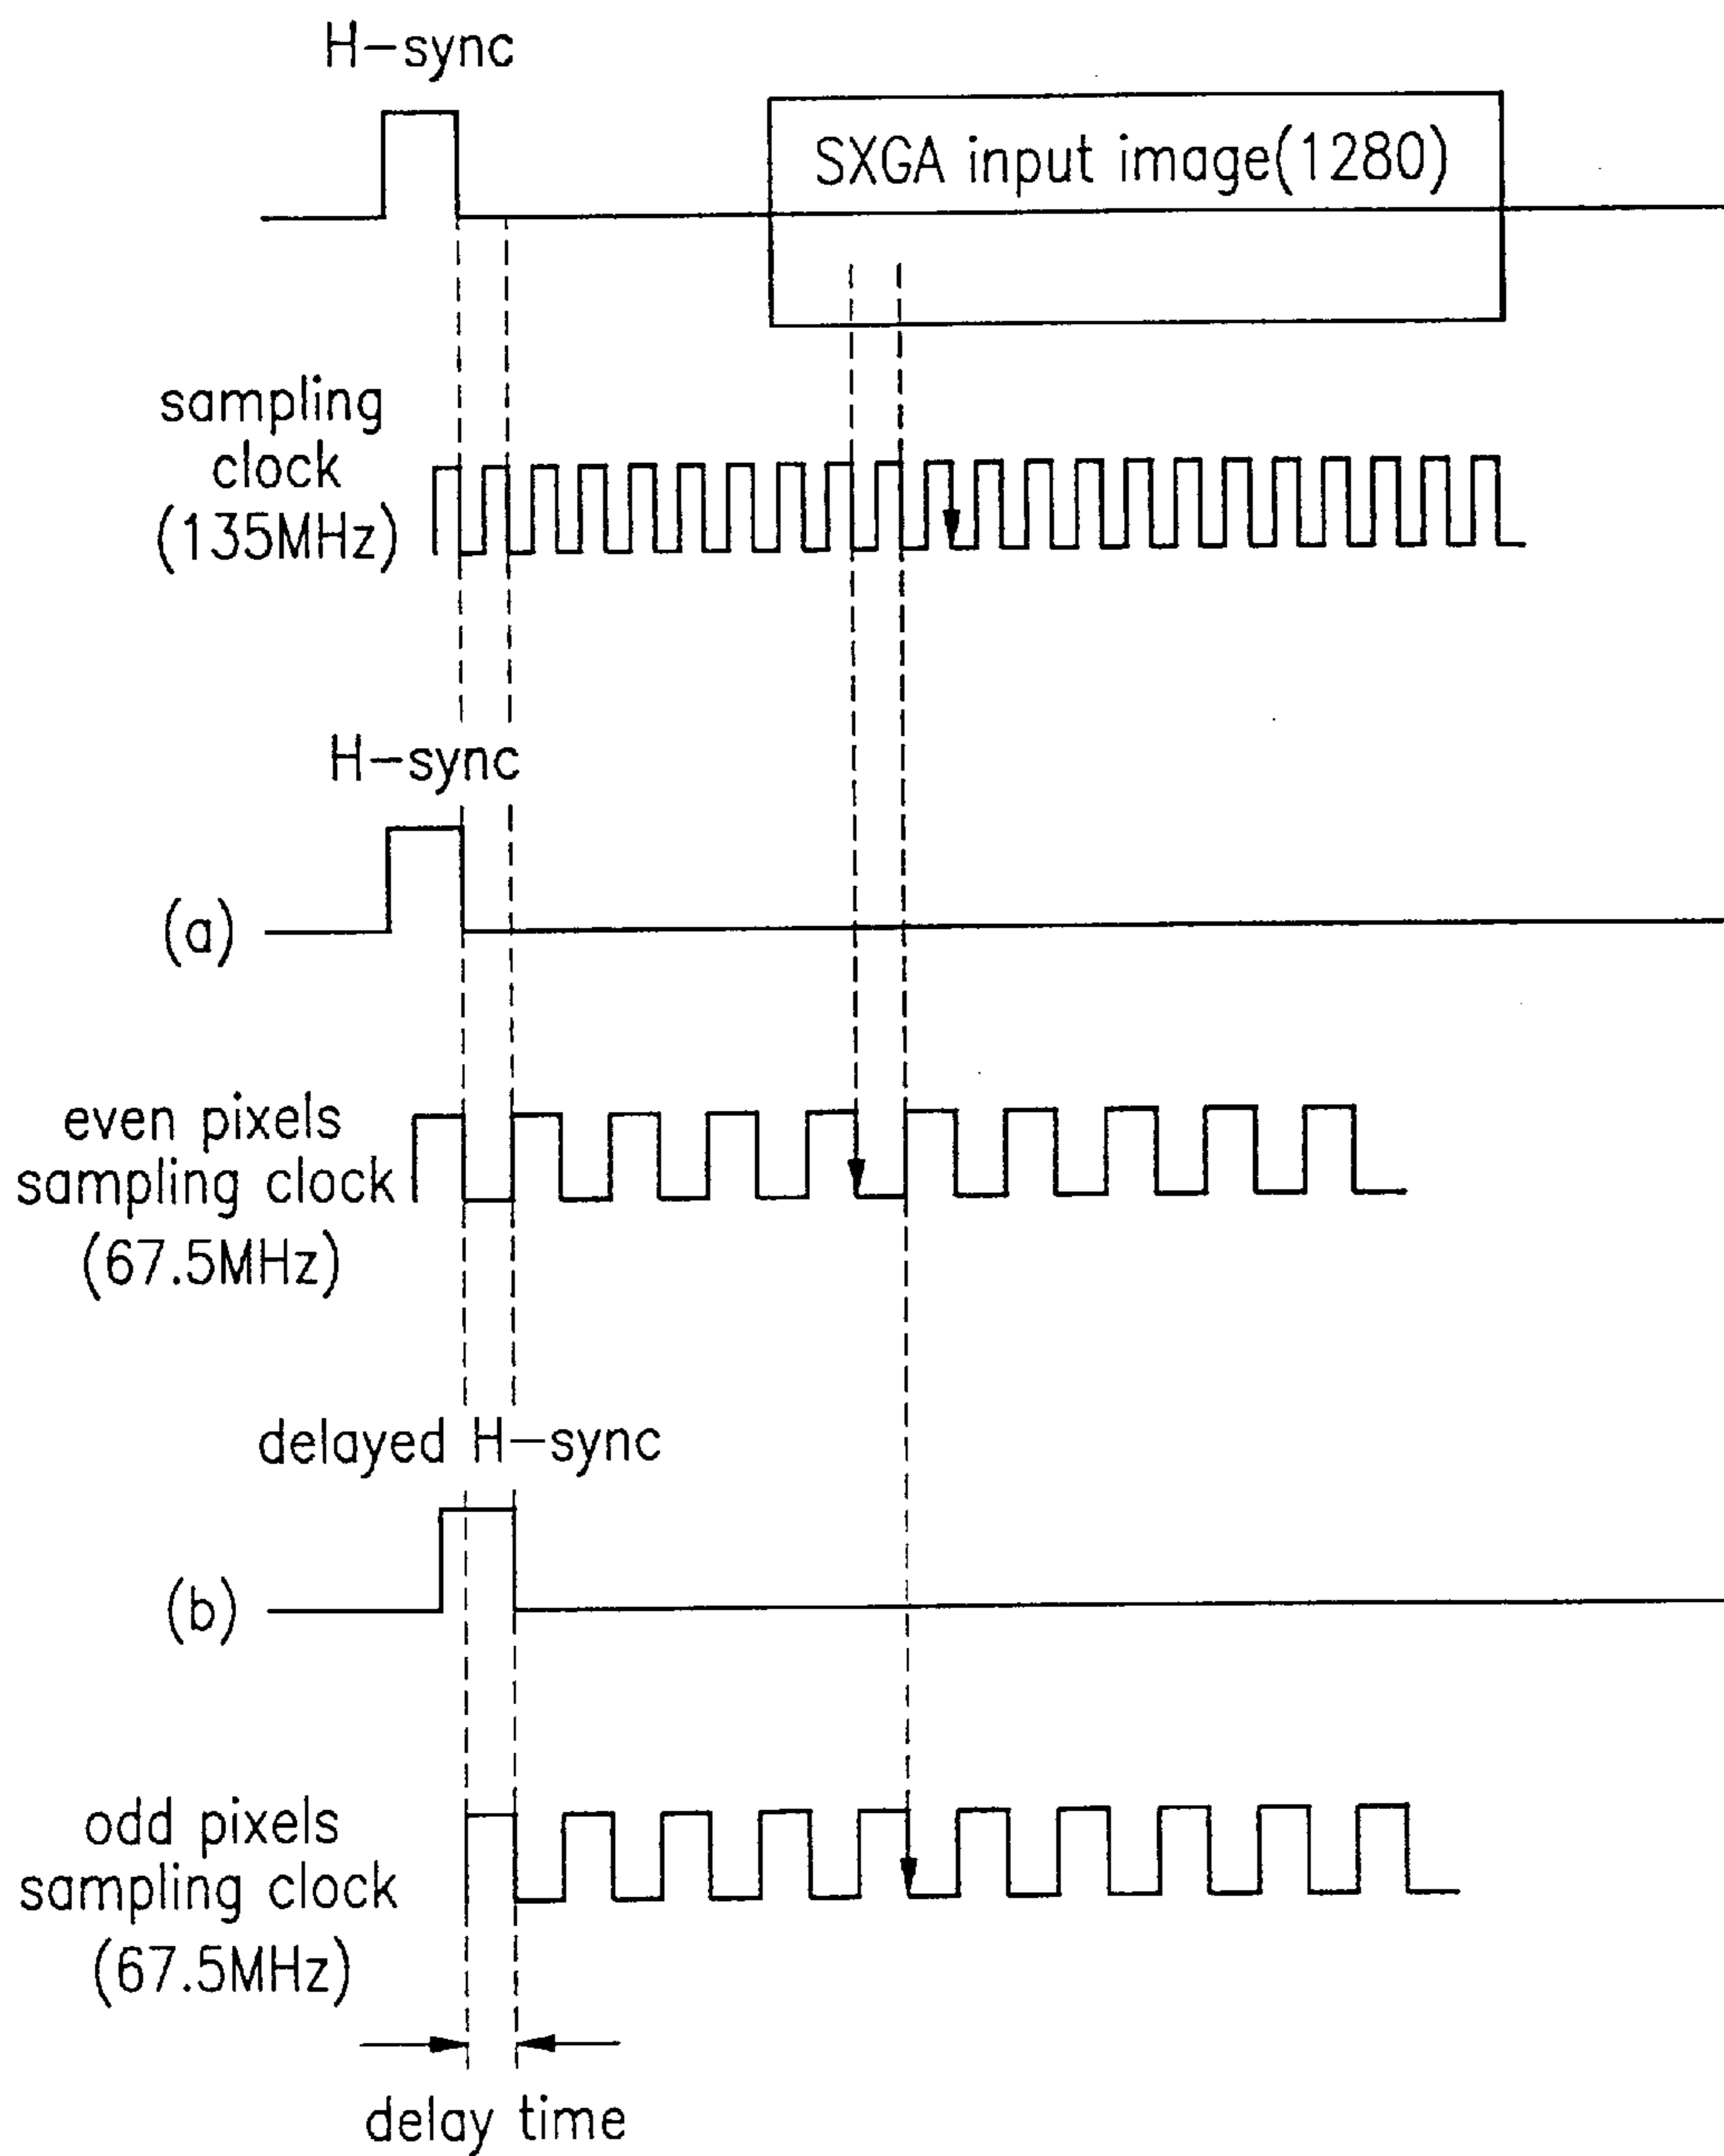 H-sync
SXGA input image(1280)
sampling
clock
(135MHz)
H-sync
(a)
even pixels
sampling clock
(67.5MHz)
delayed H-sync
(b)
odd pixels
sampling clock
(67.5MHz)
delay time